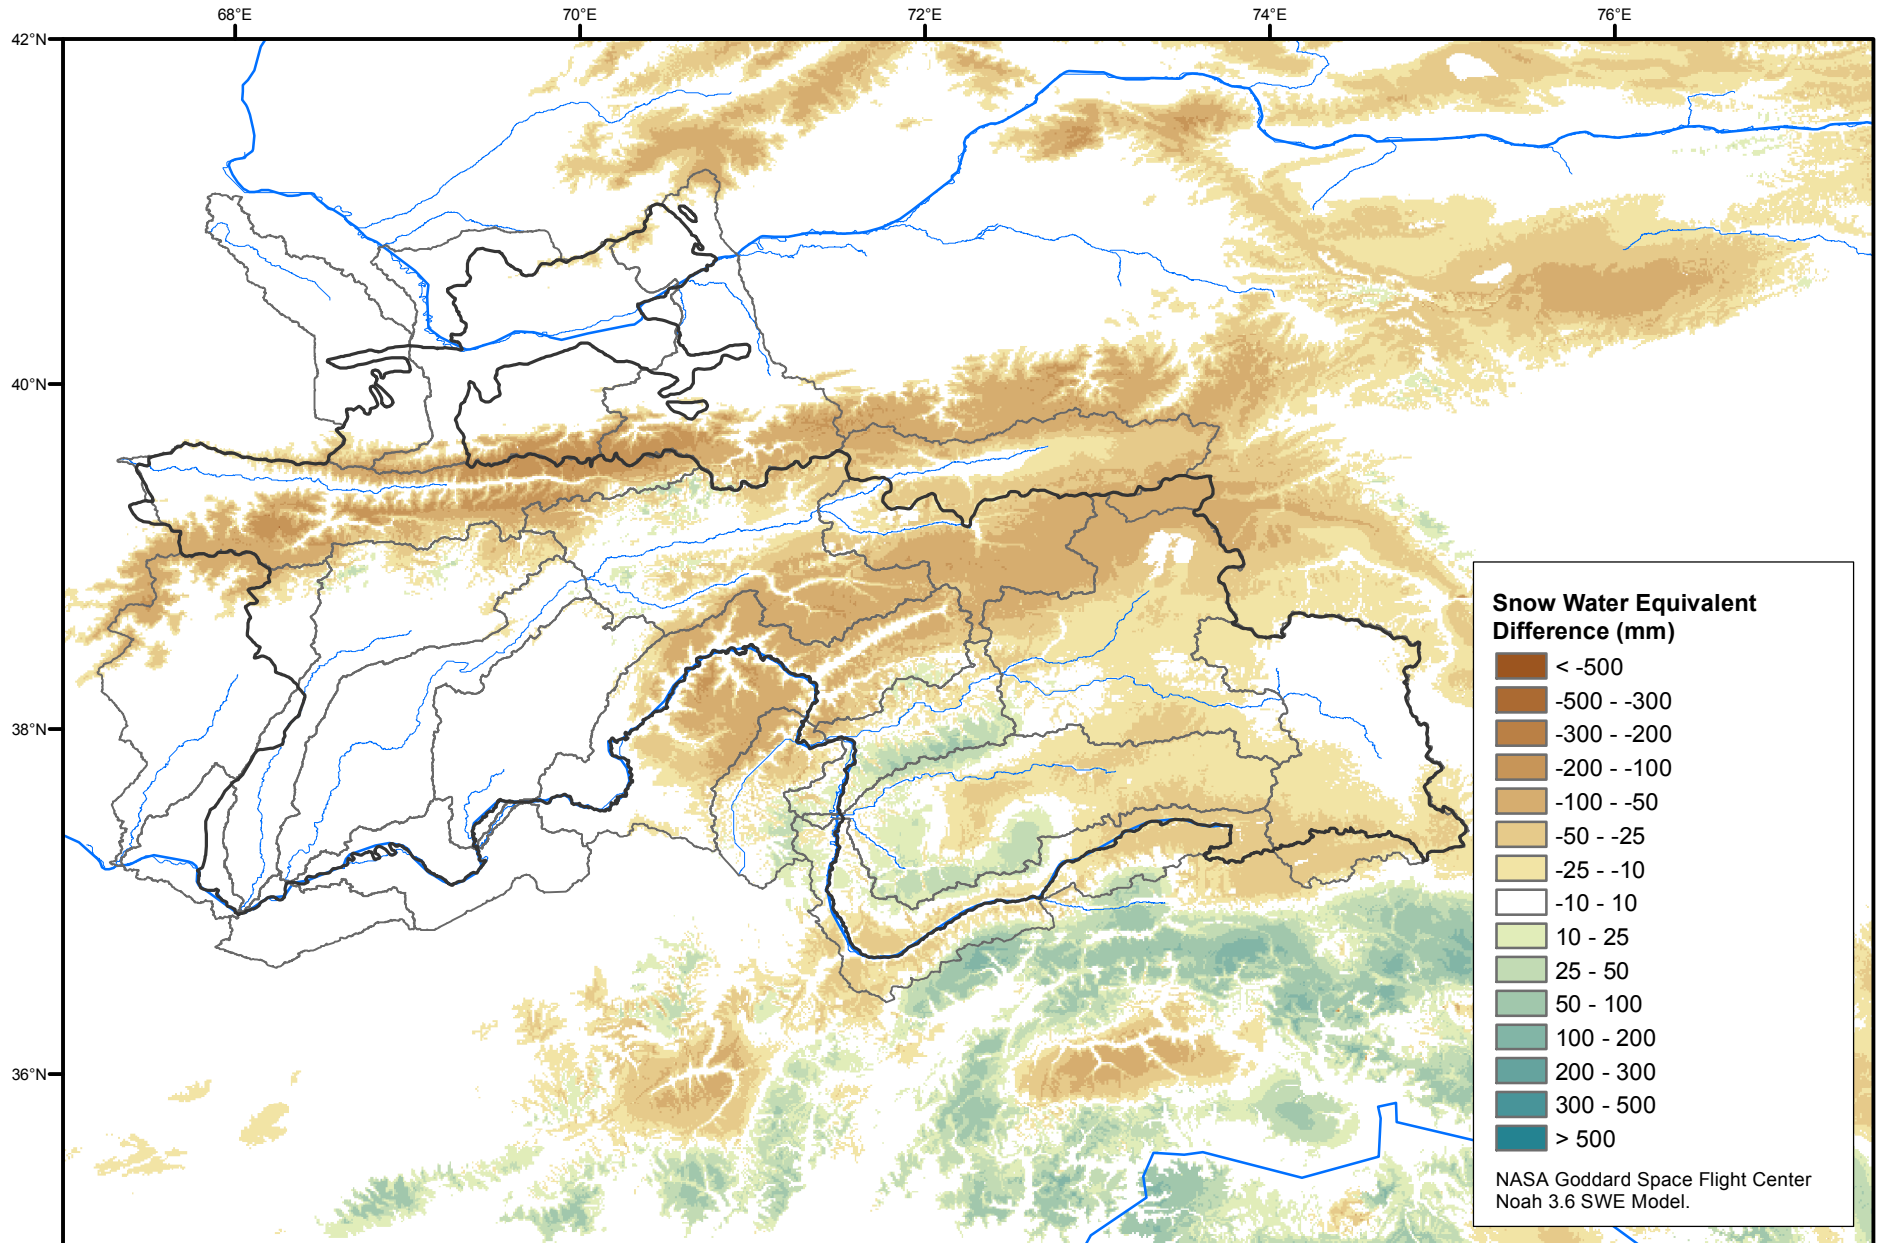 68°E 70°E 72°E 74°E 76°E
42°N
40°N
38°N
36°N
Snow Water Equivalent
Difference (mm)
< -500
-500 - -300
-300 - -200
-200 - -100
-100 - -50
-50 - -25
-25 - -10
-10 - 10
10 - 25
25 - 50
50 - 100
100 - 200
200 - 300
300 - 500
> 500
NASA Goddard Space Flight Center
Noah 3.6 SWE Model.